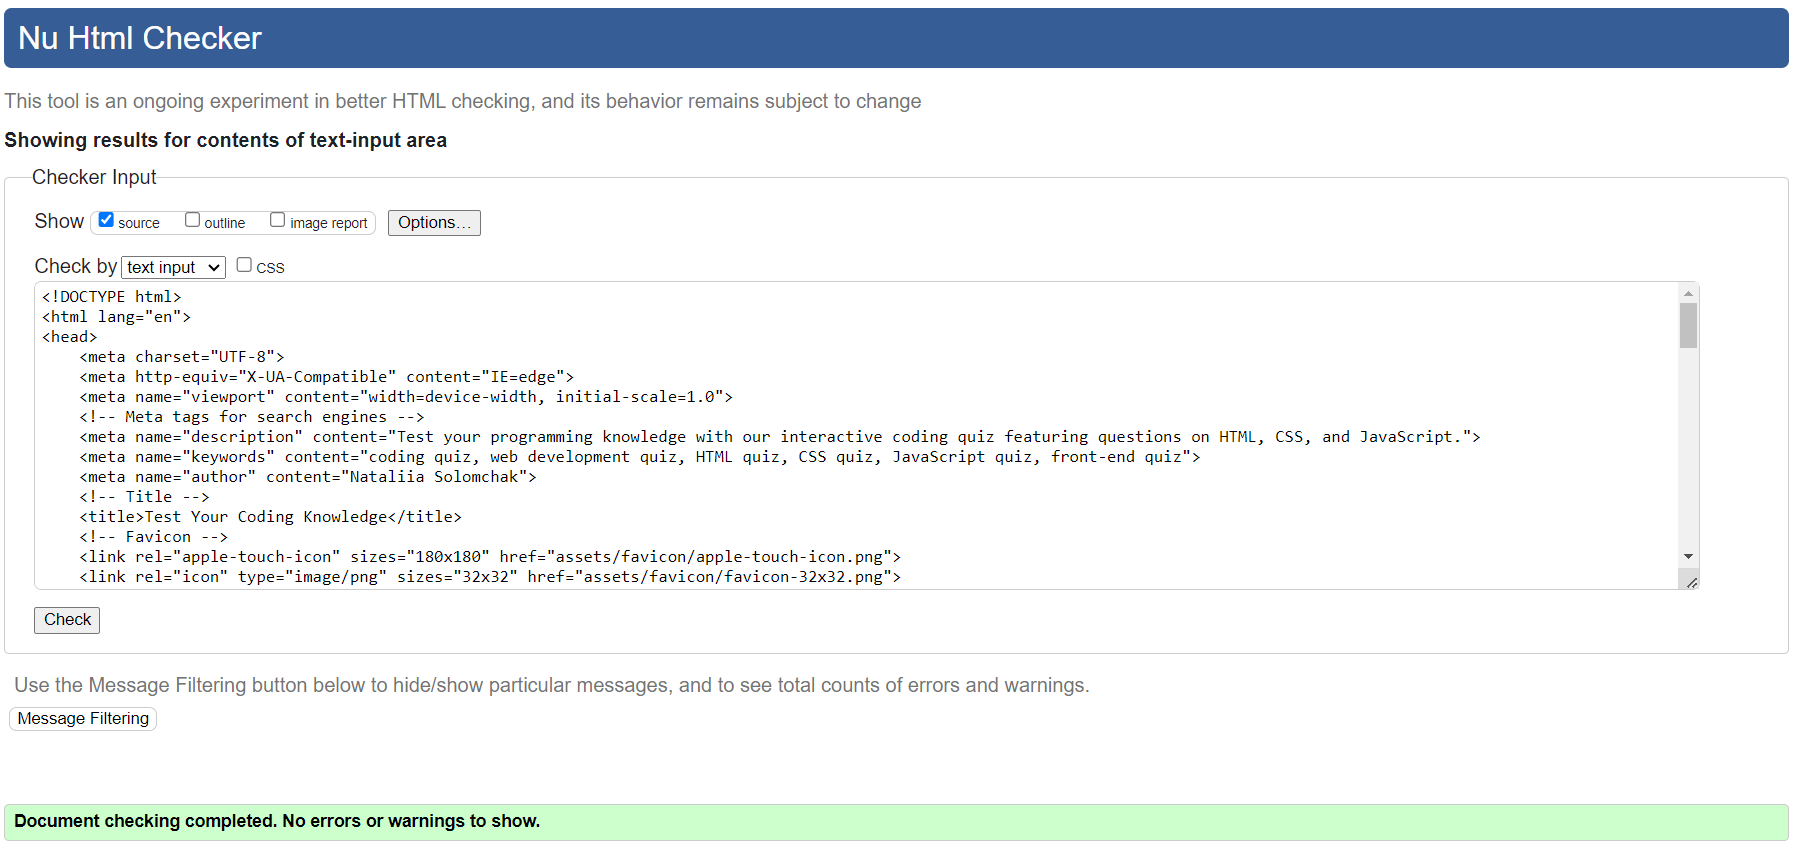 Nu Html Checker
This tool is an ongoing experiment in better HTML checking, and its behavior remains subject to change
Showing results for contents of text-input area
Checker Input
Show source outline image report Options...
Check by text input CSS
<!DOCTYPE html>
<html lang="en">
<head>
    <meta charset="UTF-8">
    <meta http-equiv="X-UA-Compatible" content="IE=edge">
    <meta name="viewport" content="width=device-width, initial-scale=1.0">
    <!-- Meta tags for search engines -->
    <meta name="description" content="Test your programming knowledge with our interactive coding quiz featuring questions on HTML, CSS, and JavaScript.">
    <meta name="keywords" content="coding quiz, web development quiz, HTML quiz, CSS quiz, JavaScript quiz, front-end quiz">
    <meta name="author" content="Nataliia Solomchak">
    <!-- Title -->
    <title>Test Your Coding Knowledge</title>
    <!-- Favicon -->
    <link rel="apple-touch-icon" sizes="180x180" href="assets/favicon/apple-touch-icon.png">
    <link rel="icon" type="image/png" sizes="32x32" href="assets/favicon/favicon-32x32.png">
Check
Use the Message Filtering button below to hide/show particular messages, and to see total counts of errors and warnings.
Message Filtering
Document checking completed. No errors or warnings to show.